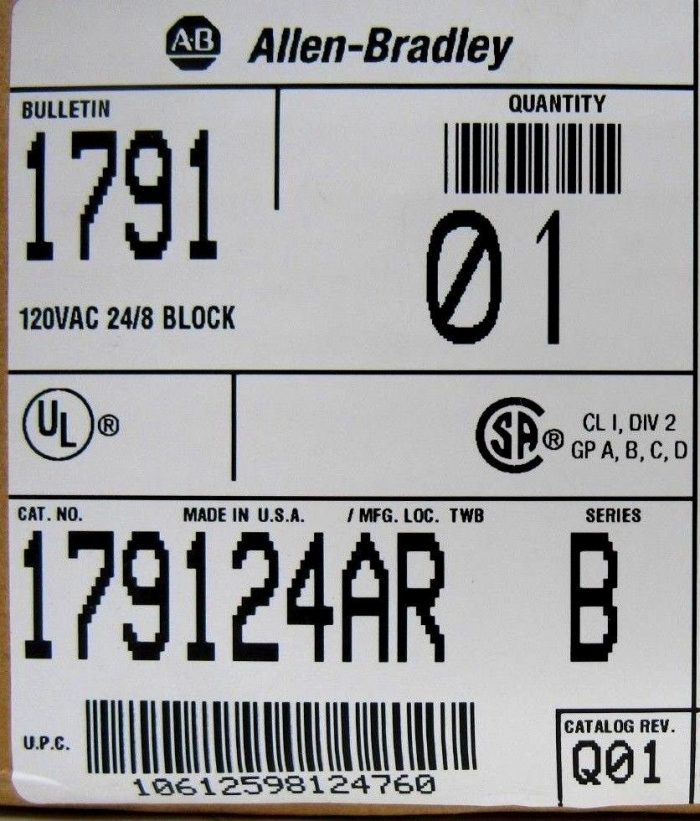 A-B Allen-Bradley
BULLETIN
1791
120VAC 24/8 BLOCK
QUANTITY
01
UL ®
SA ® CL I, DIV 2
GP A, B, C, D
CAT. NO. MADE IN U.S.A. / MFG. LOC. TWB SERIES
179124AR B
U.P.C.
10612598124760
CATALOG REV.
Q01